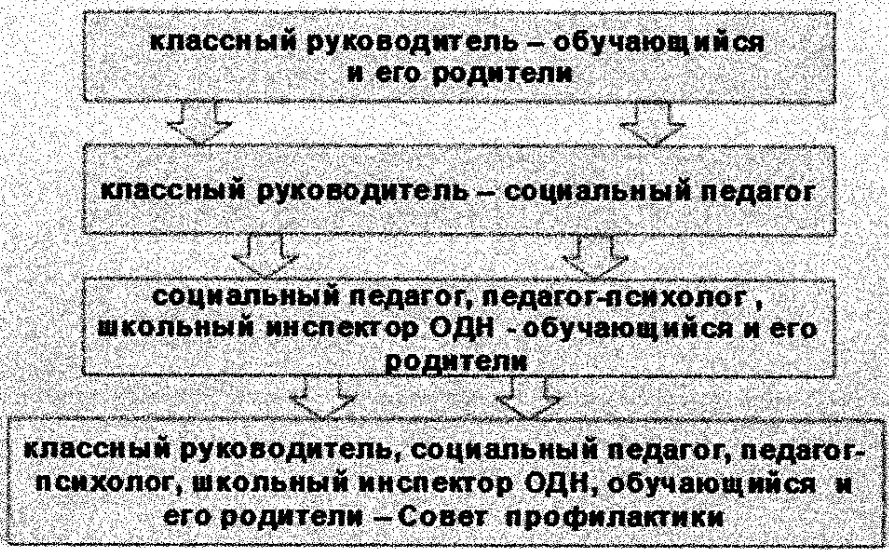 классный руководитель – обучающийся
и его родители
классный руководитель – социальный педагог
социальный педагог, педагог-психолог ,
школьный инспектор ОДН - обучающийся и его
родители
классный руководитель, социальный педагог, педагог-
психолог, школьный инспектор ОДН, обучающийся и
его родители – Совет профилактики